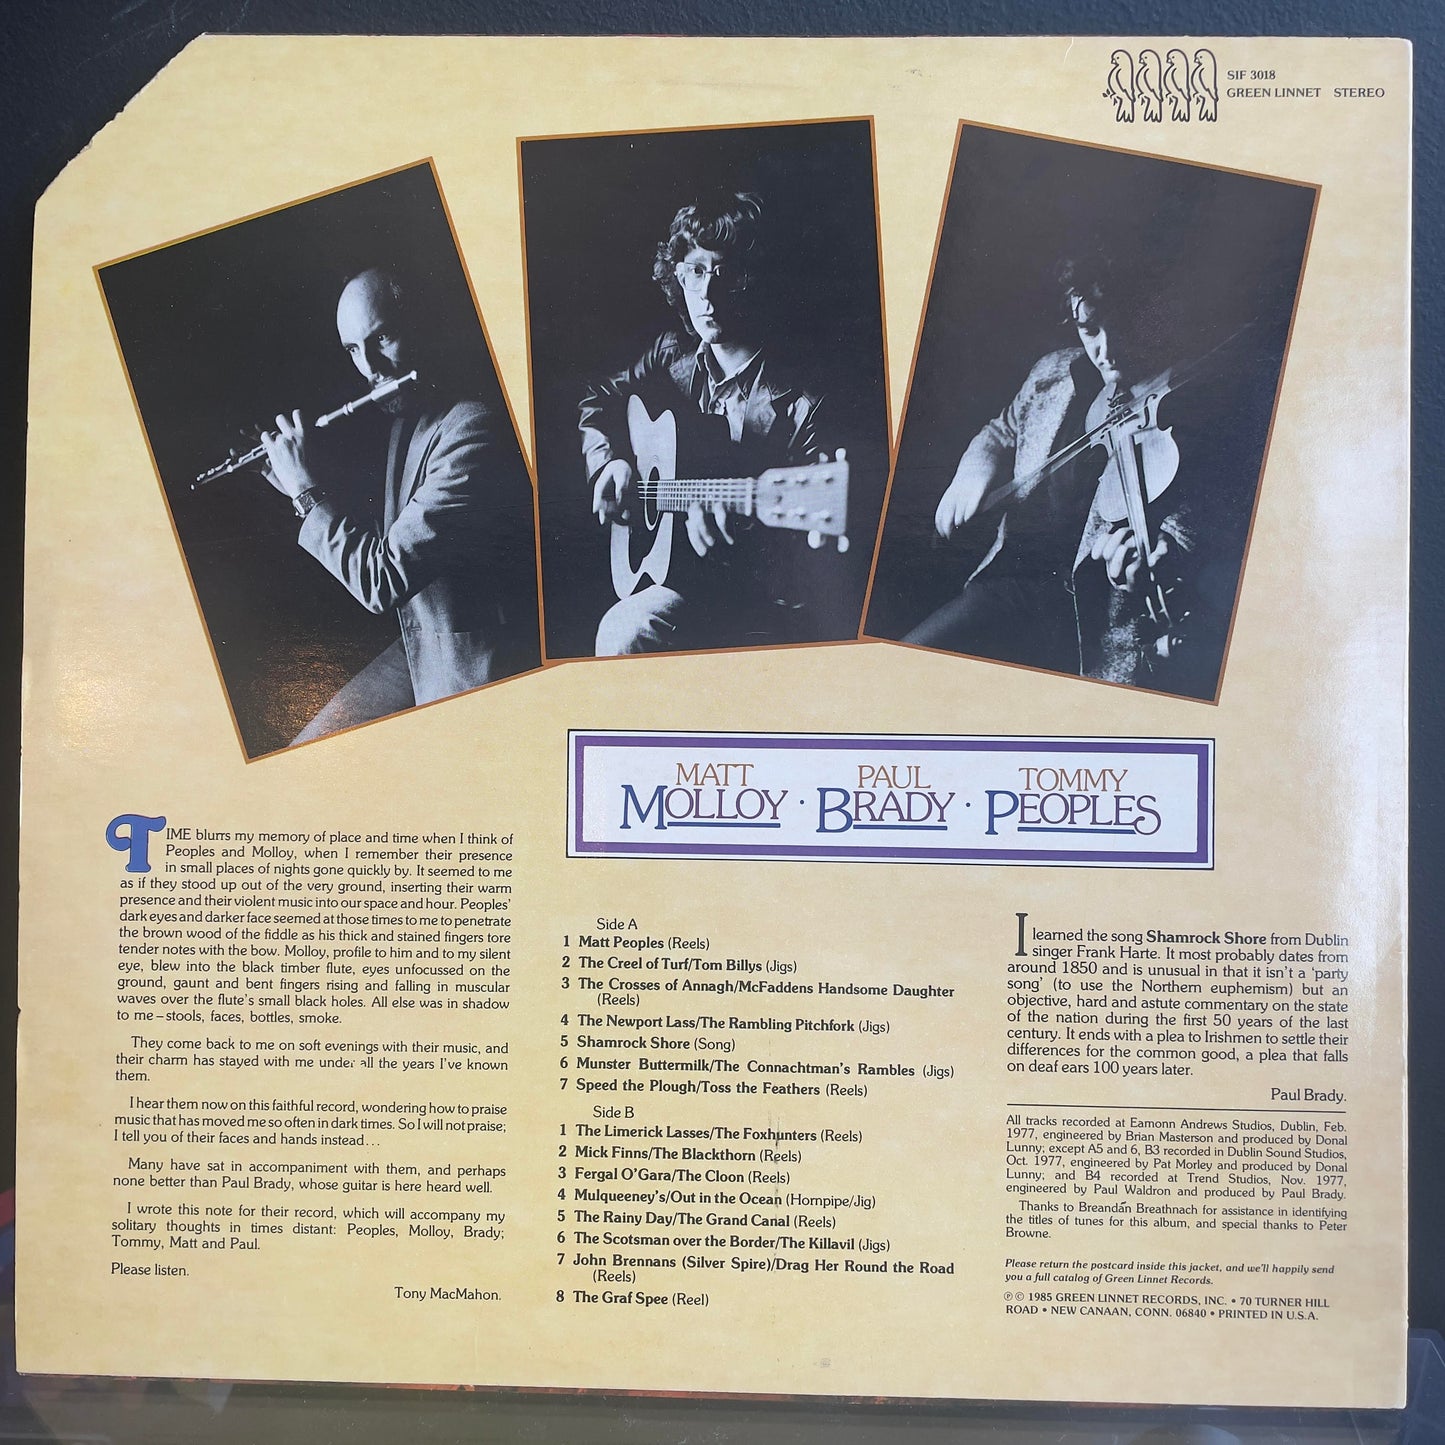 SIF 3018
GREEN LINNET STEREO
MATT MOLLOY · PAUL BRADY · TOMMY PEOPLES
TIME blurrs my memory of place and time when I think of
Peoples and Molloy, when I remember their presence
in small places of nights gone quickly by. It seemed to me
as if they stood up out of the very ground, inserting their warm
presence and their violent music into our space and hour. Peoples'
dark eyes and darker face seemed at those times to me to penetrate
the brown wood of the fiddle as his thick and stained fingers tore
tender notes with the bow. Molloy, profile to him and to my silent
eye, blew into the black timber flute, eyes unfocussed on the
ground, gaunt and bent fingers rising and falling in muscular
waves over the flute's small black holes. All else was in shadow
to me – stools, faces, bottles, smoke.
They come back to me on soft evenings with their music, and
their charm has stayed with me under all the years I've known
them.
I hear them now on this faithful record, wondering how to praise
music that has moved me so often in dark times. So I will not praise;
I tell you of their faces and hands instead...
Many have sat in accompaniment with them, and perhaps
none better than Paul Brady, whose guitar is here heard well.
I wrote this note for their record, which will accompany my
solitary thoughts in times distant: Peoples, Molloy, Brady;
Tommy, Matt and Paul.
Please listen.
Tony MacMahon.
Side A
1 Matt Peoples (Reels)
2 The Creel of Turf/Tom Billys (Jigs)
3 The Crosses of Annagh/McFaddens Handsome Daughter
(Reels)
4 The Newport Lass/The Rambling Pitchfork (Jigs)
5 Shamrock Shore (Song)
6 Munster Buttermilk/The Connachtman's Rambles (Jigs)
7 Speed the Plough/Toss the Feathers (Reels)
Side B
1 The Limerick Lasses/The Foxhunters (Reels)
2 Mick Finns/The Blackthorn (Reels)
3 Fergal O'Gara/The Cloon (Reels)
4 Mulqueeney's/Out in the Ocean (Hornpipe/Jig)
5 The Rainy Day/The Grand Canal (Reels)
6 The Scotsman over the Border/The Killavil (Jigs)
7 John Brennans (Silver Spire)/Drag Her Round the Road
(Reels)
8 The Graf Spee (Reel)
I learned the song Shamrock Shore from Dublin
singer Frank Harte. It most probably dates from
around 1850 and is unusual in that it isn't a 'party
song' (to use the Northern euphemism) but an
objective, hard and astute commentary on the state
of the nation during the first 50 years of the last
century. It ends with a plea to Irishmen to settle their
differences for the common good, a plea that falls
on deaf ears 100 years later.
Paul Brady.
All tracks recorded at Eamonn Andrews Studios, Dublin, Feb.
1977, engineered by Brian Masterson and produced by Donal
Lunny; except A5 and 6, B3 recorded in Dublin Sound Studios,
Oct. 1977, engineered by Pat Morley and produced by Donal
Lunny; and B4 recorded at Trend Studios, Nov. 1977,
engineered by Paul Waldron and produced by Paul Brady.
Thanks to Breandán Breathnach for assistance in identifying
the titles of tunes for this album, and special thanks to Peter
Browne.
Please return the postcard inside this jacket, and we'll happily send
you a full catalog of Green Linnet Records.
℗ © 1985 GREEN LINNET RECORDS, INC. • 70 TURNER HILL
ROAD • NEW CANAAN, CONN. 06840 • PRINTED IN U.S.A.